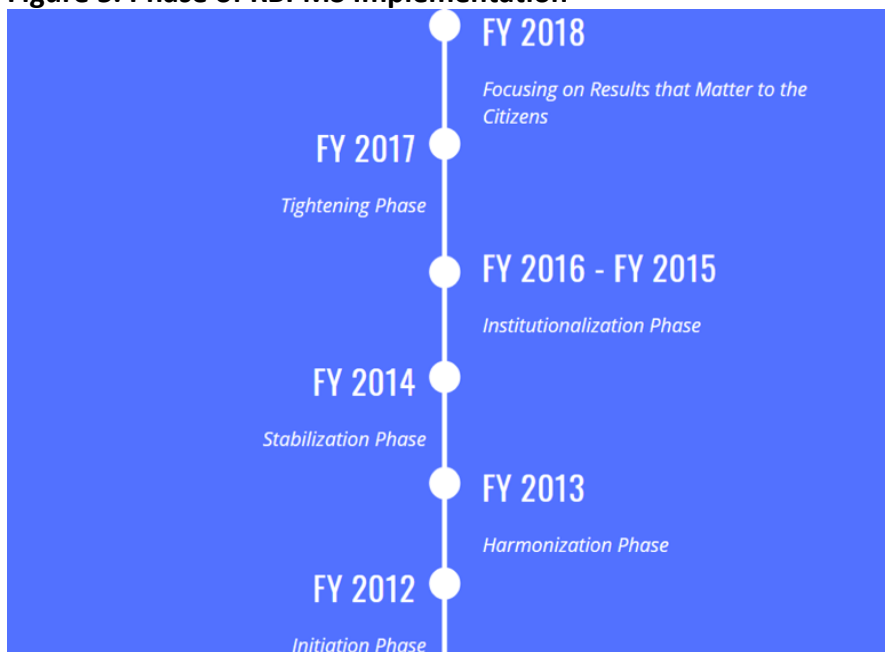 FY 2018
Focusing on Results that Matter to the
Citizens
FY 2017
Tightening Phase
FY 2016 - FY 2015
Institutionalization Phase
FY 2014
Stabilization Phase
FY 2013
Harmonization Phase
FY 2012
Initiation Phase